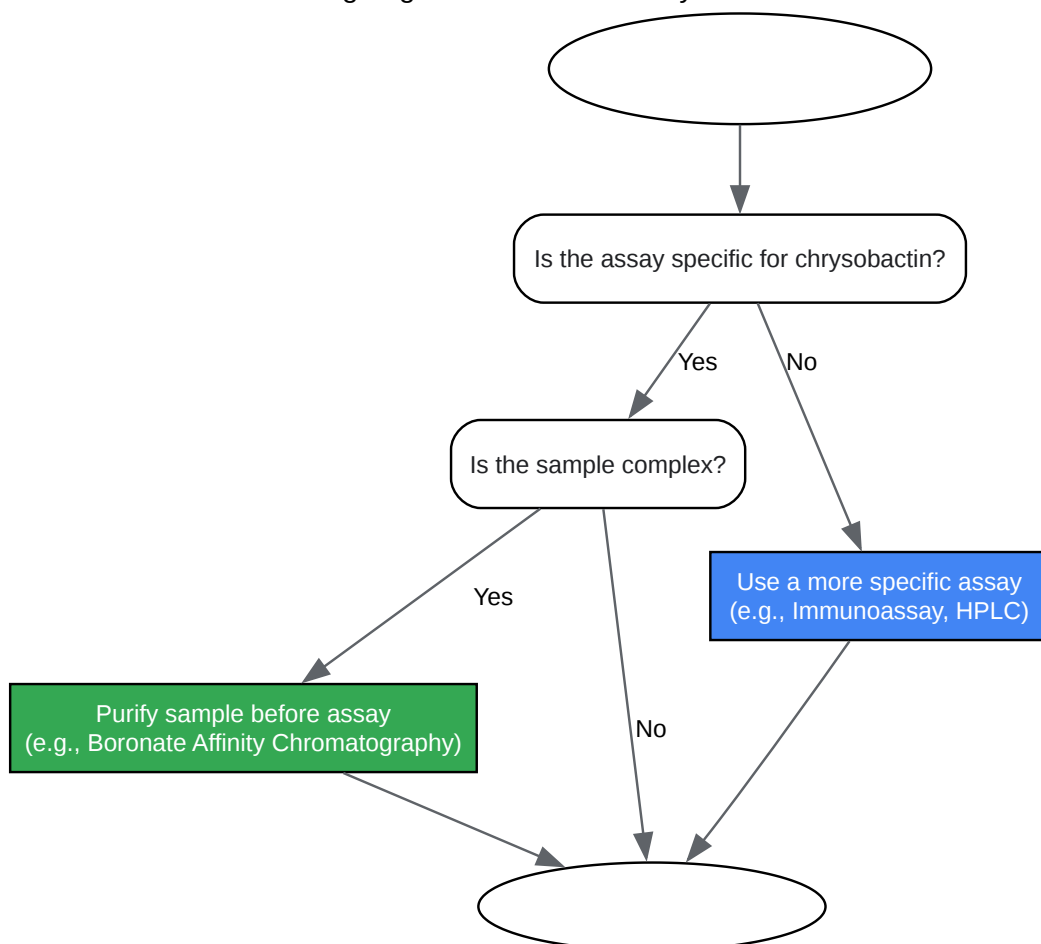 Is the assay specific for chrysobactin?
Yes
No
Is the sample complex?
Yes
Use a more specific assay
(e.g., Immunoassay, HPLC)
Purify sample before assay
(e.g., Boronate Affinity Chromatography)
No